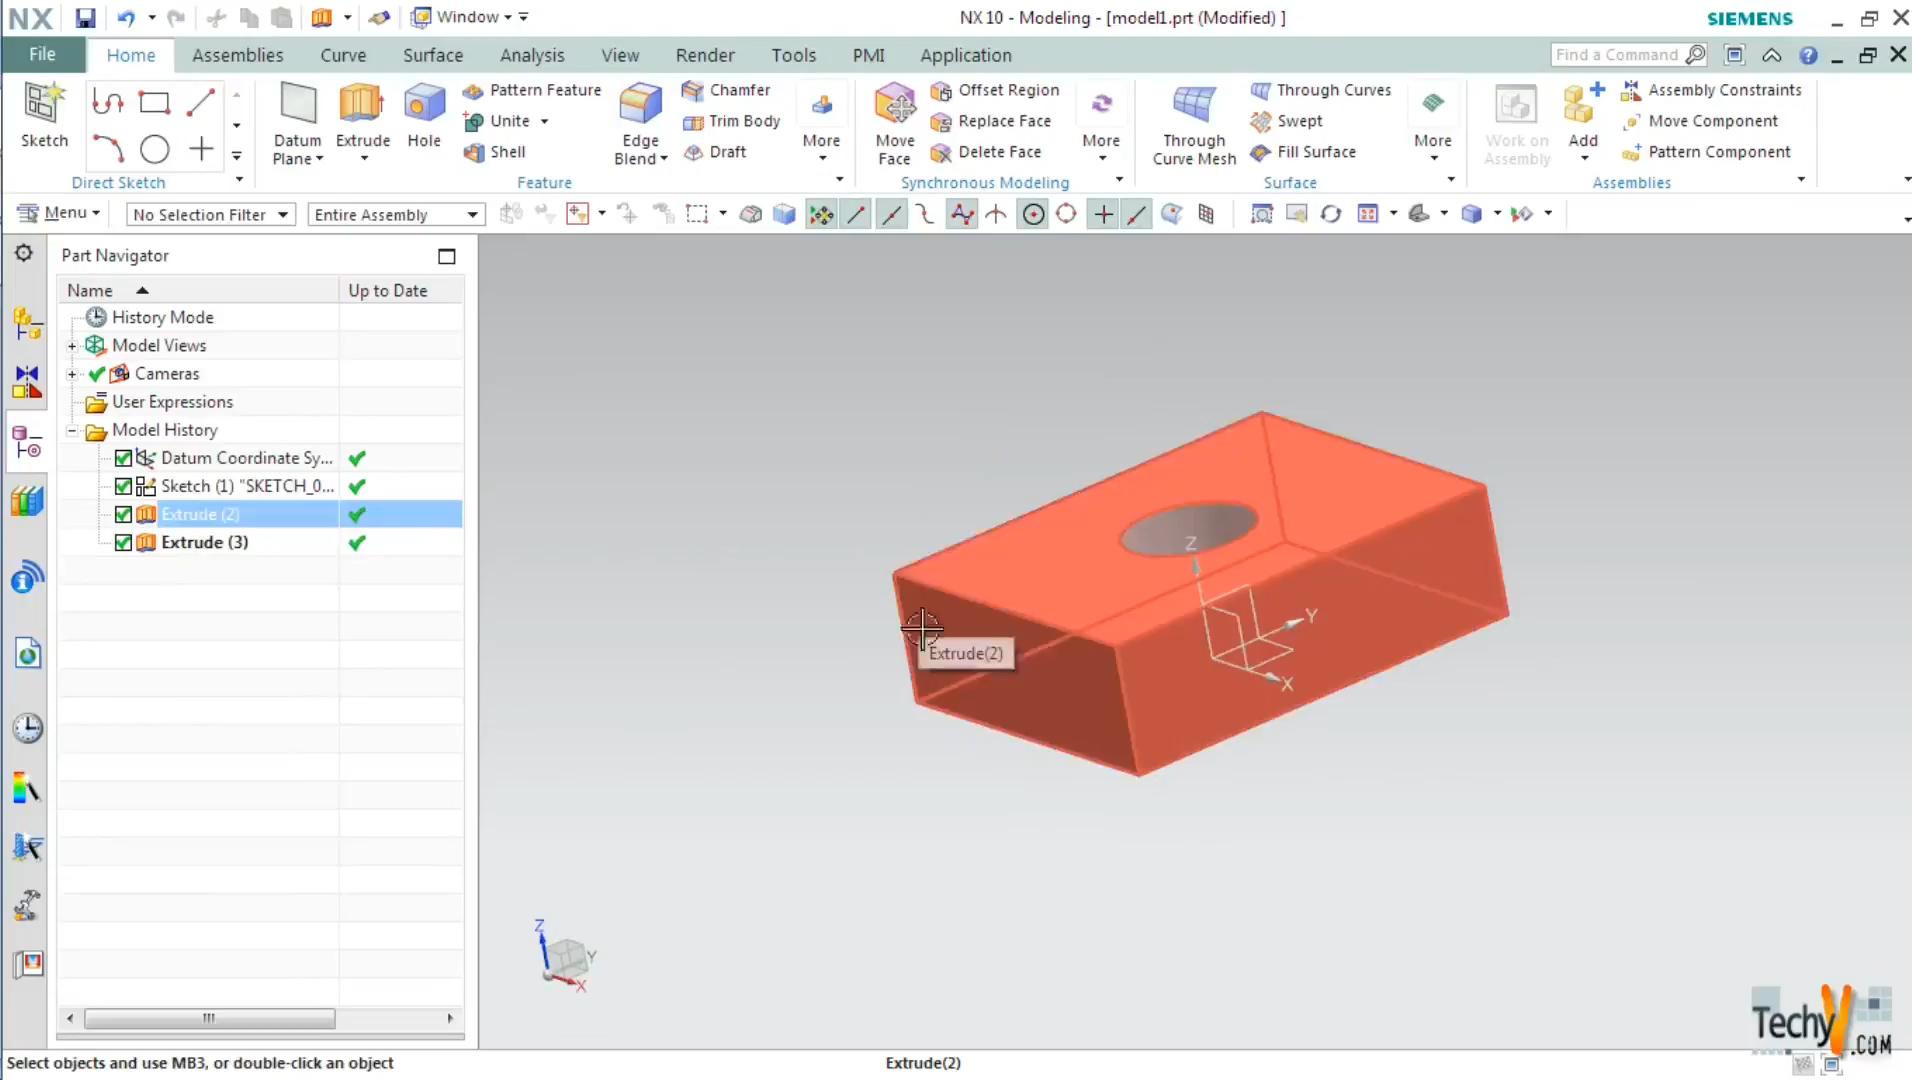 NX
Window
NX 10 - Modeling - [model1.prt (Modified) ]
SIEMENS
File
Home
Assemblies
Curve
Surface
Analysis
View
Render
Tools
PMI
Application
Find a Command
Sketch
Direct Sketch
Datum Plane
Extrude
Hole
Pattern Feature
Unite
Shell
Edge Blend
Chamfer
Trim Body
Draft
More
Feature
Move Face
Offset Region
Replace Face
Delete Face
More
Synchronous Modeling
Through Curve Mesh
Through Curves
Swept
Fill Surface
More
Surface
Work on Assembly
Add
Assembly Constraints
Move Component
Pattern Component
Assemblies
Menu
No Selection Filter
Entire Assembly
Part Navigator
Name
Up to Date
History Mode
Model Views
Cameras
User Expressions
Model History
Datum Coordinate Sy...
Sketch (1) "SKETCH_0...
Extrude (2)
Extrude (3)
Z
Y
X
Extrude(2)
Z
Y
X
TechyV
.COM
Select objects and use MB3, or double-click an object
Extrude(2)